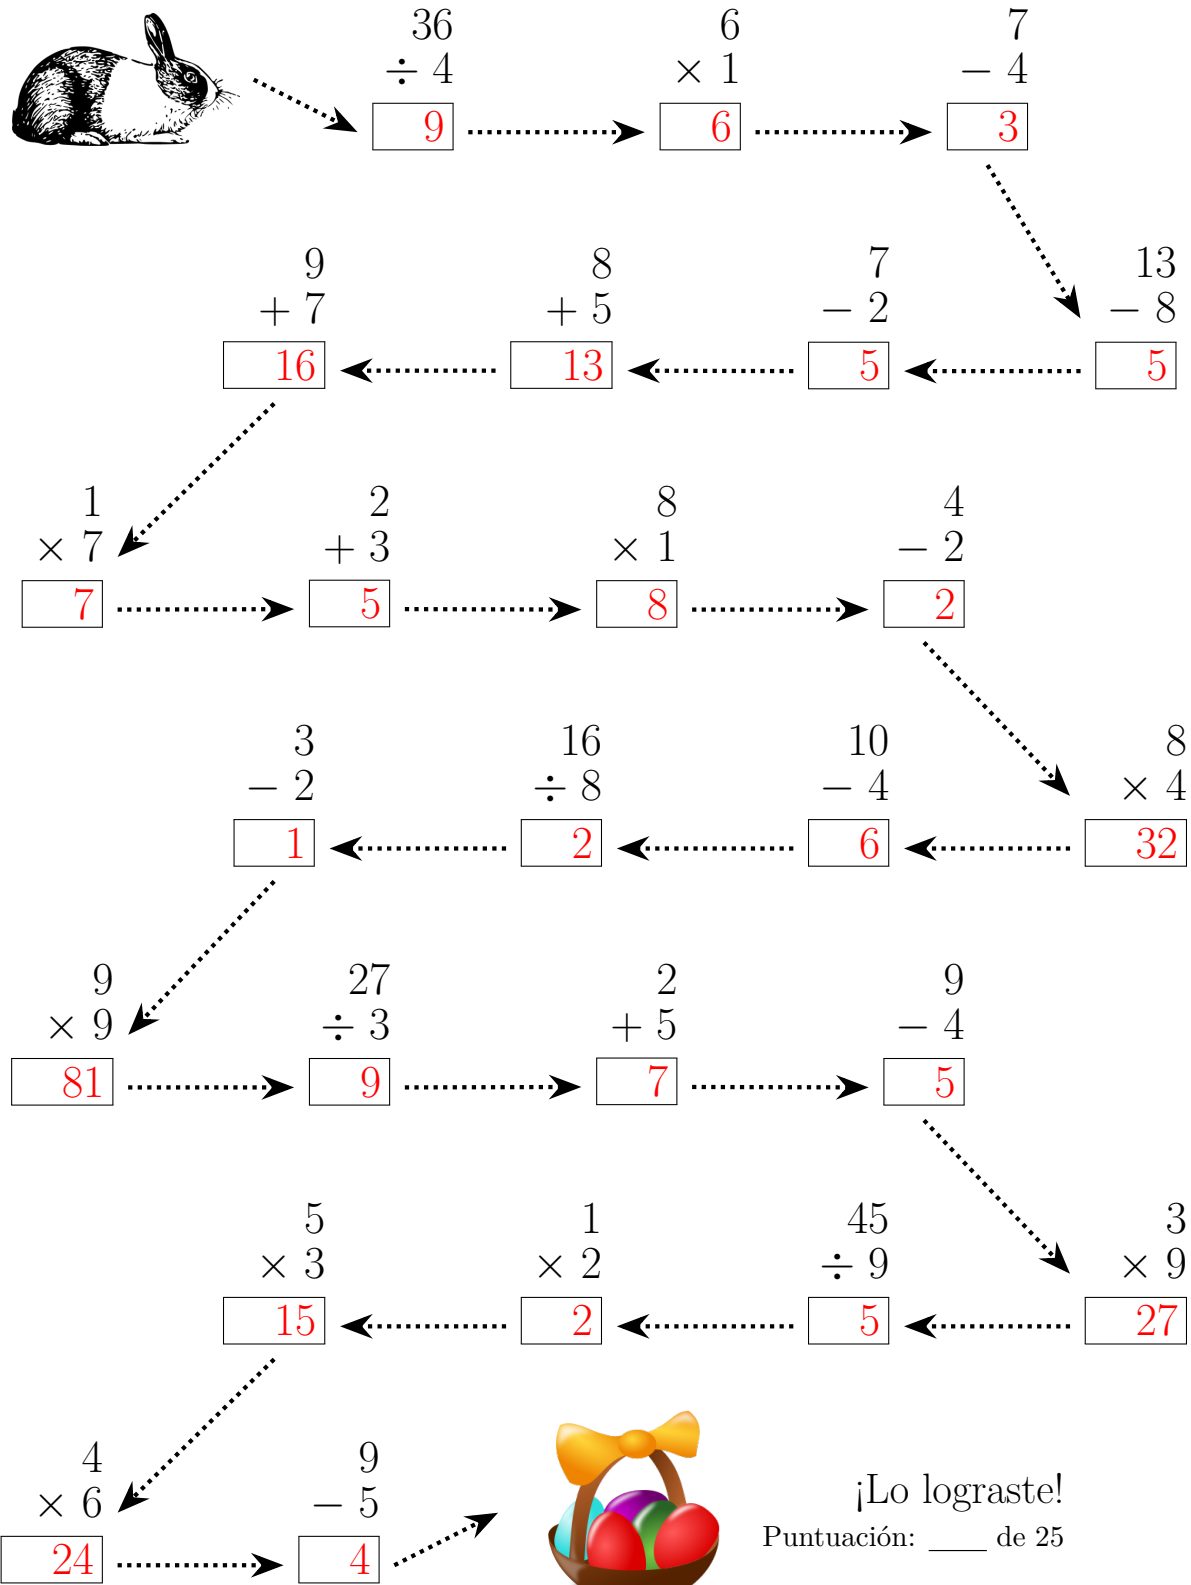 36 6 7
÷ 4 × 1 − 4
9 6 3
9 8 7 13
+ 7 + 5 − 2 − 8
16 13 5 5
1 2 8 4
× 7 + 3 × 1 − 2
7 5 8 2
3 16 10 8
− 2 ÷ 8 − 4 × 4
1 2 6 32
9 27 2 9
× 9 ÷ 3 + 5 − 4
81 9 7 5
5 1 45 3
× 3 × 2 ÷ 9 × 9
15 2 5 27
4 9
× 6 − 5
24 4
¡Lo lograste!
Puntuación: ____ de 25